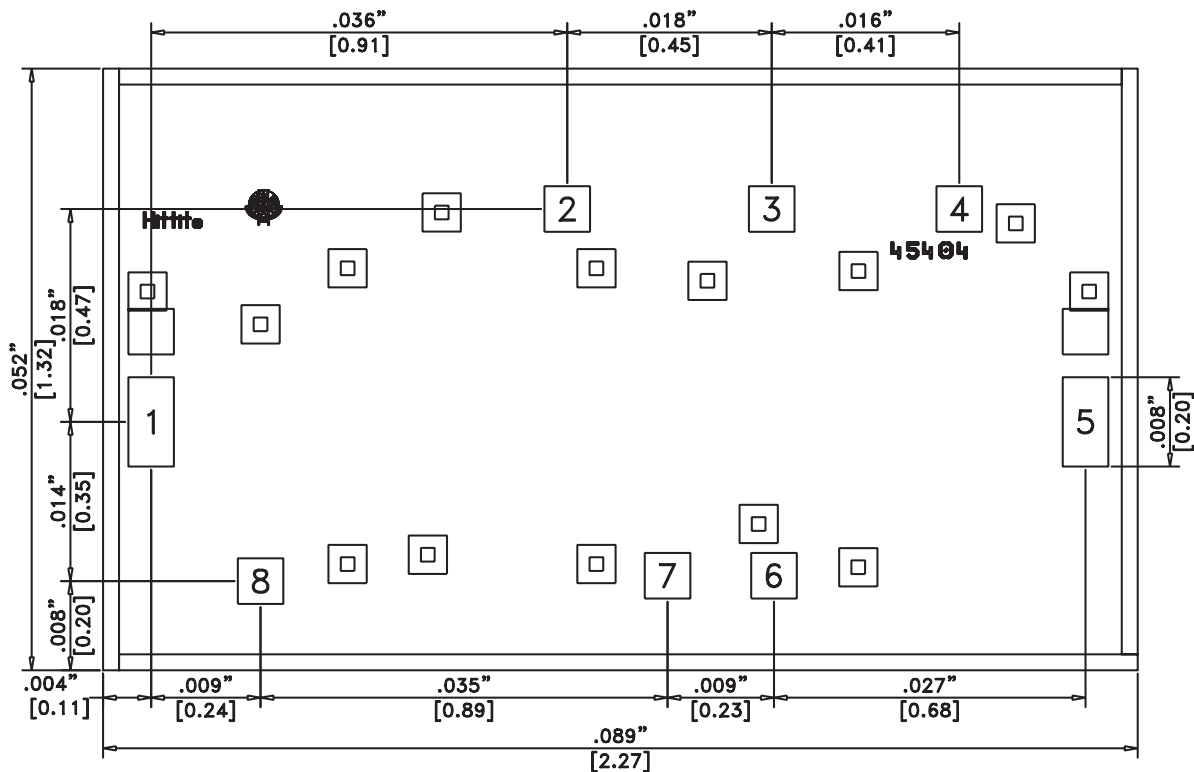 .036” .018” .016”
[0.91] [0.45] [0.41]
2 3 4
Hittite
45404
.052”
[1.32]
.018”
[0.47]
1 5
.008”
[0.20]
.014”
[0.35]
8 7 6
.008”
[0.20]
.004” .009” .035” .009” .027”
[0.11] [0.24] [0.89] [0.23] [0.68]
.089”
[2.27]